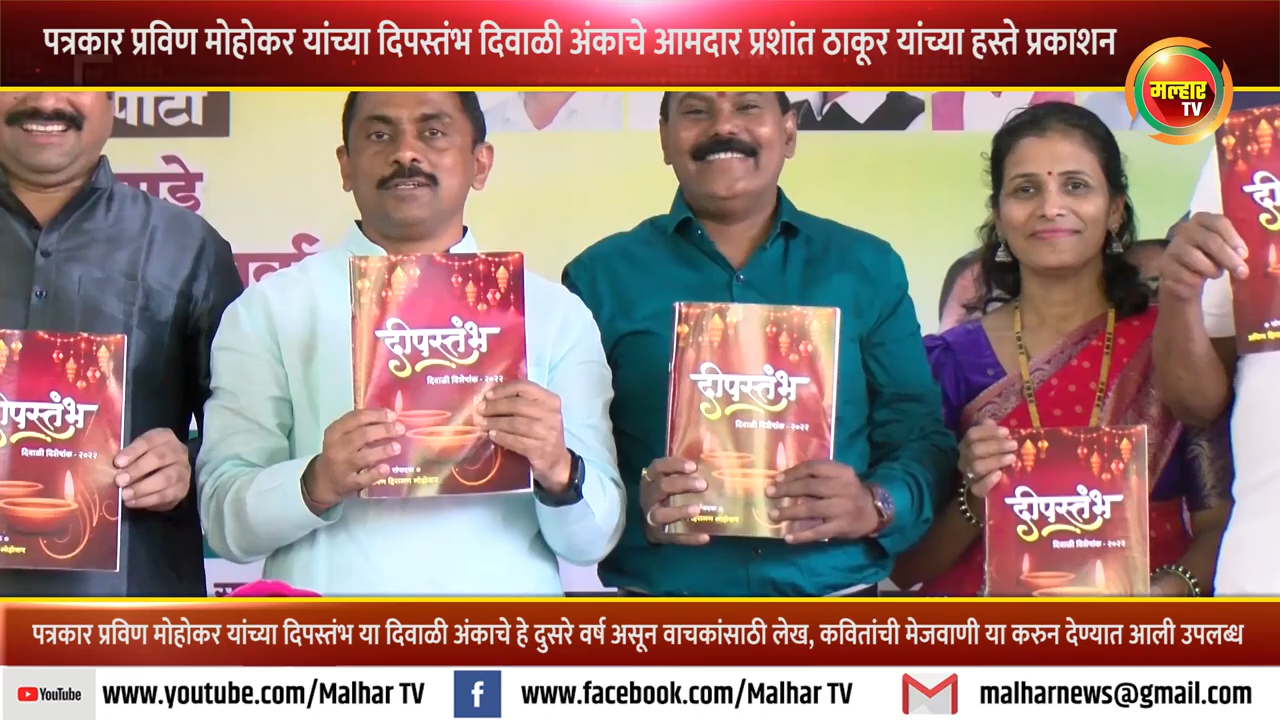 पत्रकार प्रविण मोहोकर यांच्या दिपस्तंभ दिवाळी अंकाचे आमदार प्रशांत ठाकूर यांच्या हस्ते प्रकाशन
मल्हार
TV
दीपस्तंभ
दिवाळी विशेषांक - २०२२
संपादक
दीपस्तंभ
दिवाळी विशेषांक - २०२२
दीपस्तंभ
दिवाळी विशेषांक - २०२२
पत्रकार प्रविण मोहोकर यांच्या दिपस्तंभ या दिवाळी अंकाचे हे दुसरे वर्ष असून वाचकांसाठी लेख, कवितांची मेजवाणी या करुन देण्यात आली उपलब्ध
YouTube
www.youtube.com/Malhar TV
f
www.facebook.com/Malhar TV
malharnews@gmail.com